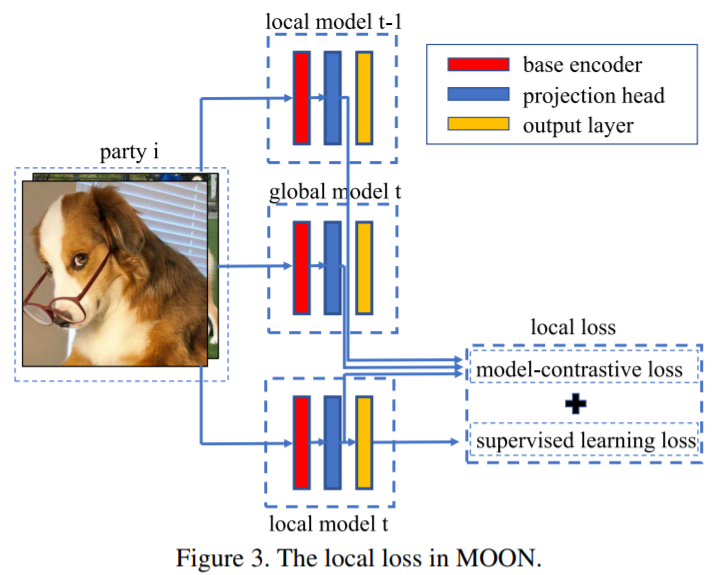 local model t-1
base encoder
projection head
output layer
party i
global model t
local loss
model-contrastive loss
supervised learning loss
local model t
Figure 3. The local loss in MOON.